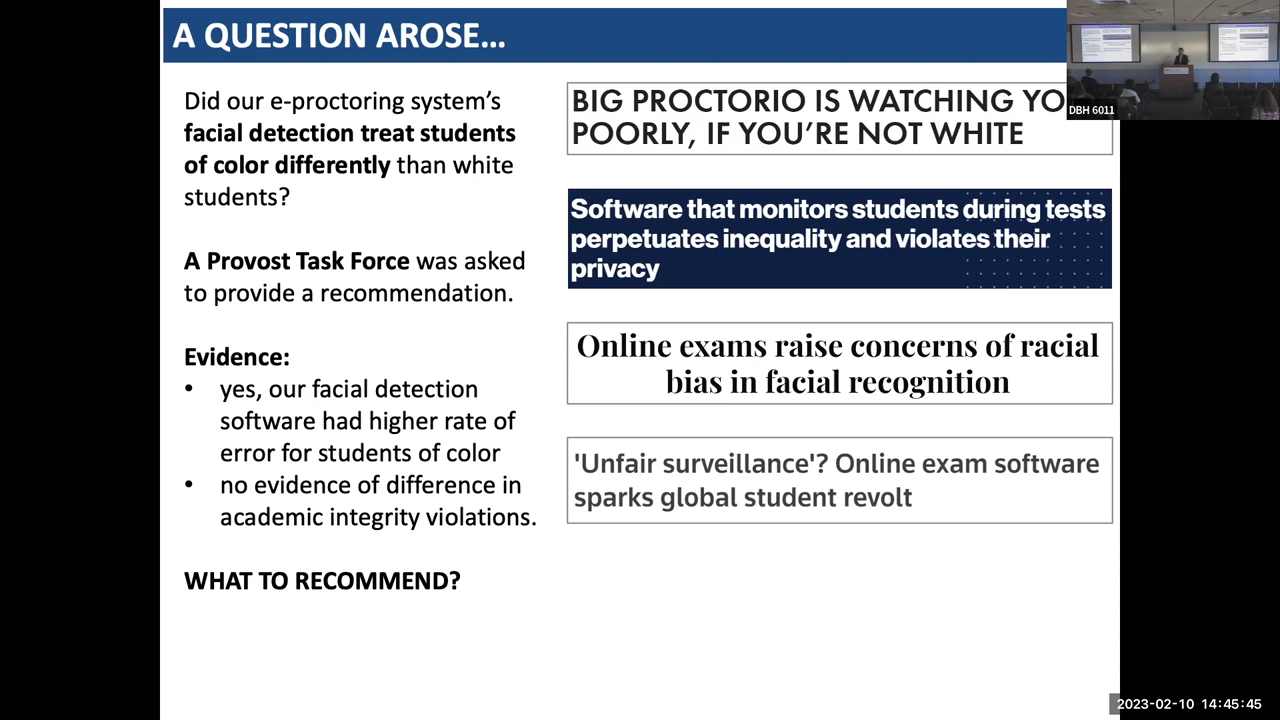 A QUESTION AROSE…
Did our e-proctoring system’s
facial detection treat students
of color differently than white
students?
A Provost Task Force was asked
to provide a recommendation.
Evidence:
• yes, our facial detection
software had higher rate of
error for students of color
• no evidence of difference in
academic integrity violations.
WHAT TO RECOMMEND?
BIG PROCTORIO IS WATCHING YO
POORLY, IF YOU’RE NOT WHITE
Software that monitors students during tests
perpetuates inequality and violates their
privacy
Online exams raise concerns of racial
bias in facial recognition
'Unfair surveillance'? Online exam software
sparks global student revolt
DBH 6011
2023-02-10 14:45:45